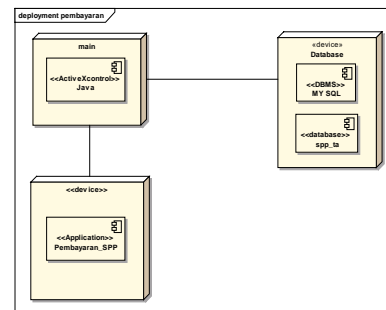 deployment pembayaran
main
<<ActiveXcontrol>>
Java
«device»
Database
<<DBMS>>
MY SQL
<<database>>
spp_ta
<<device>>
<<Application>>
Pembayaran_SPP